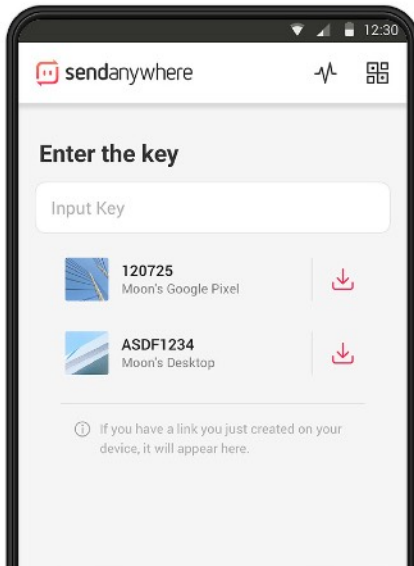 12:30
sendanywhere
Enter the key
Input Key
120725
Moon's Google Pixel
ASDF1234
Moon's Desktop
If you have a link you just created on your
device, it will appear here.